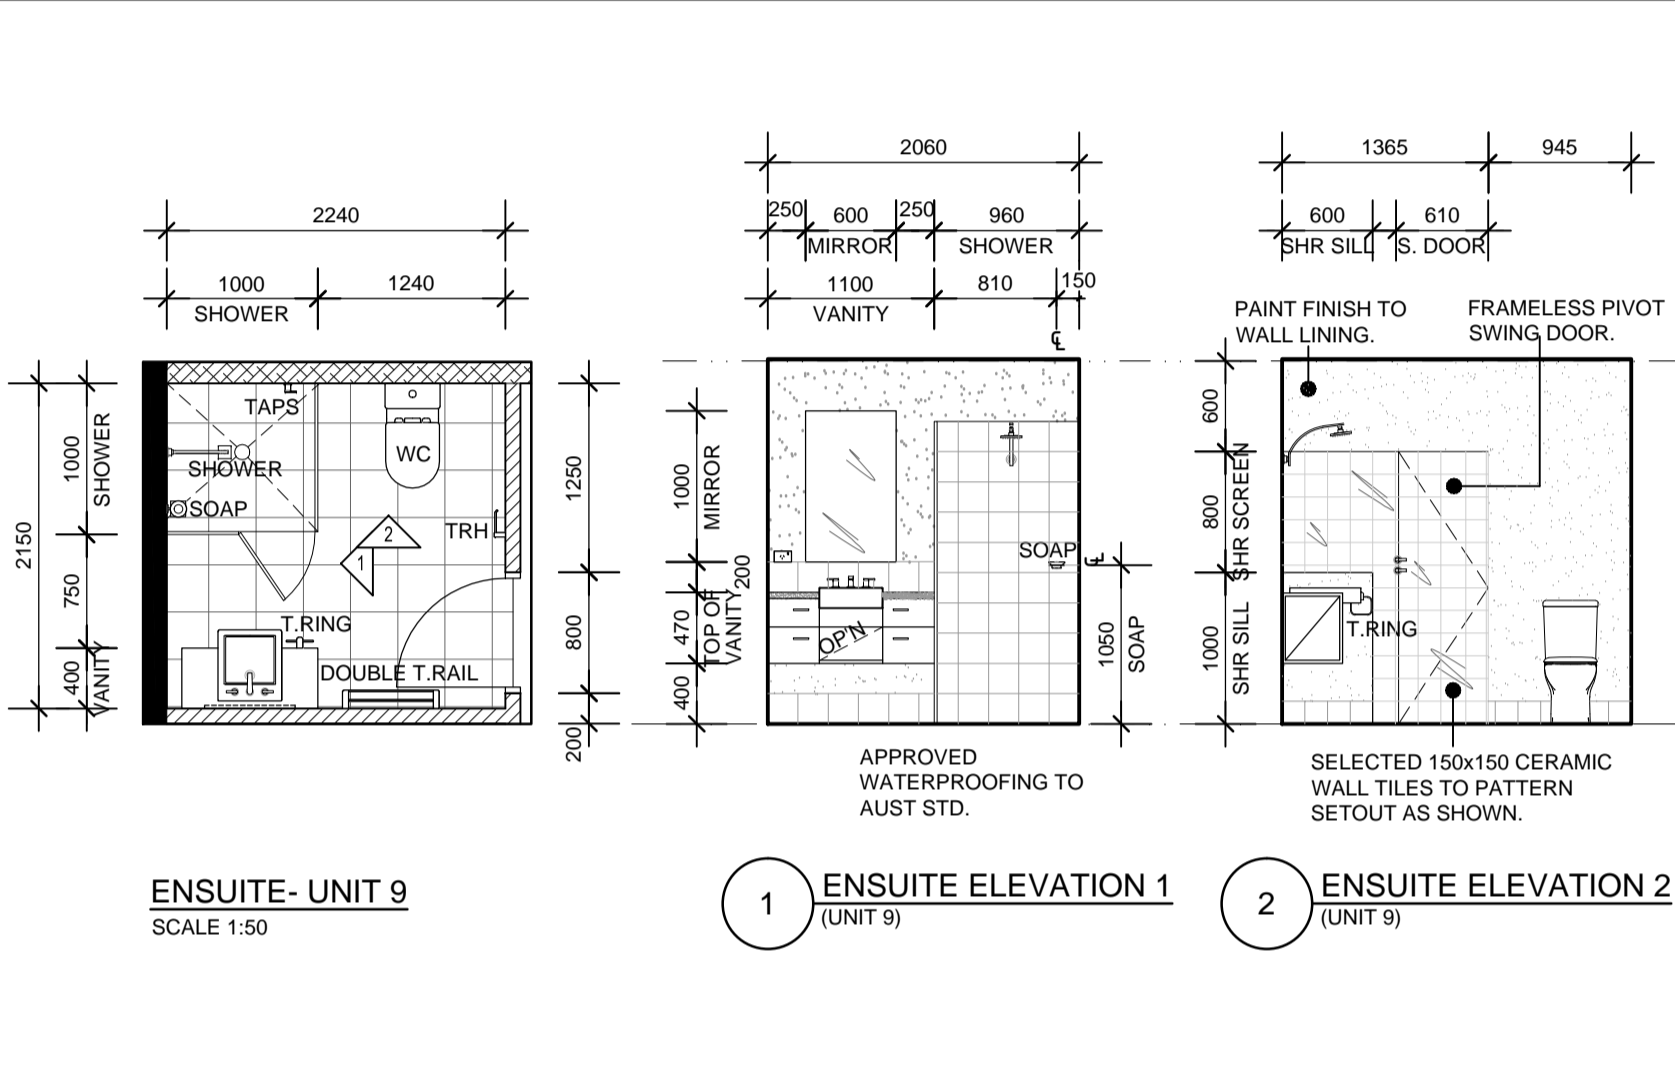 2240
1000
1240
SHOWER
2150
1000
SHOWER
750
400
VANITY
1250
800
200
TAPS
SHOWER
SOAP
WC
TRH
2
1
T.RING
DOUBLE T.RAIL
ENSUITE- UNIT 9
SCALE 1:50
2060
250
600
250
960
MIRROR
SHOWER
1100
810
150
VANITY
1000
MIRROR
200
470
TOP OF
VANITY
400
SOAP
OP'N
1050
SOAP
APPROVED
WATERPROOFING TO
AUST STD.
1
ENSUITE ELEVATION 1
(UNIT 9)
1365
945
600
610
SHR SILL
S. DOOR
PAINT FINISH TO
WALL LINING.
FRAMELESS PIVOT
SWING DOOR.
600
800
SHR SCREEN
1000
SHR SILL
T.RING
SELECTED 150x150 CERAMIC
WALL TILES TO PATTERN
SETOUT AS SHOWN.
2
ENSUITE ELEVATION 2
(UNIT 9)